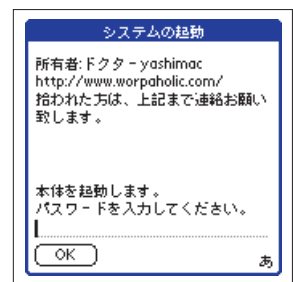 システムの起動
所有者:ドクター yashimac
http://www.worpaholic.com/
拾われた方は、上記まで連絡お願い
致します。
本体を起動します。
パスワードを入力してください。
OK
あ